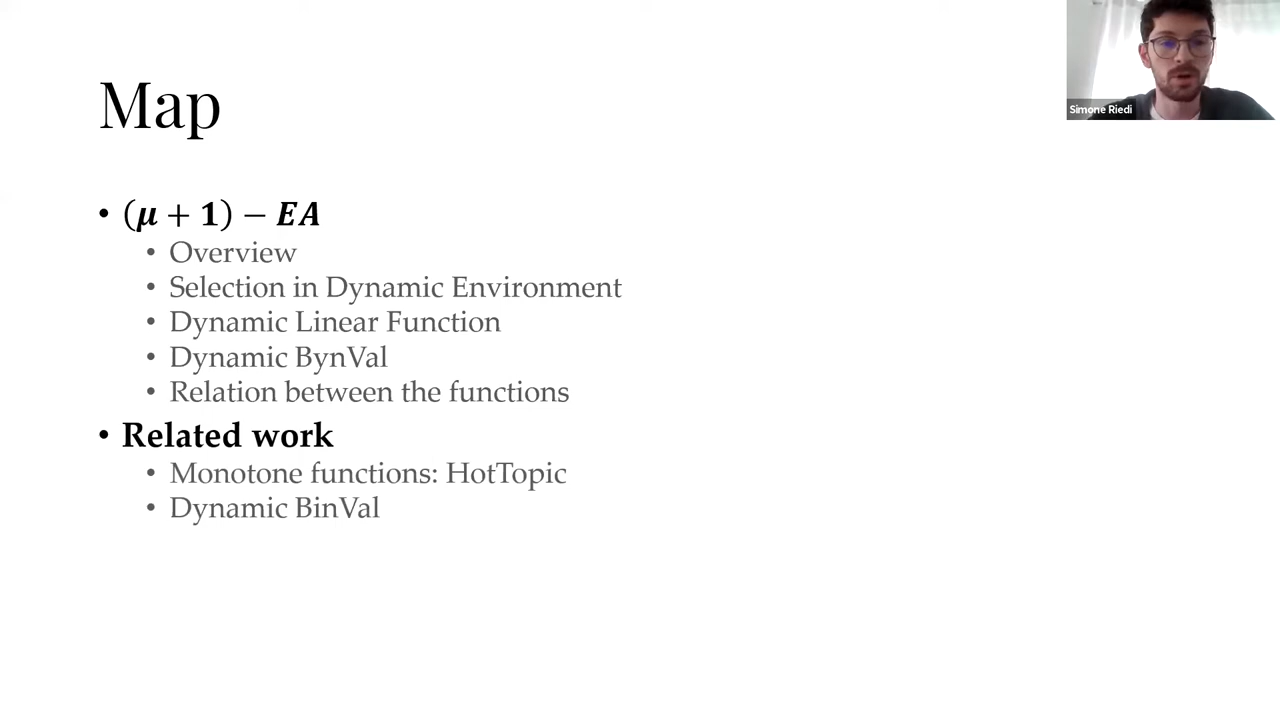 Map
Simone Riedi
• (μ + 1) − EA
• Overview
• Selection in Dynamic Environment
• Dynamic Linear Function
• Dynamic BynVal
• Relation between the functions
• Related work
• Monotone functions: HotTopic
• Dynamic BinVal